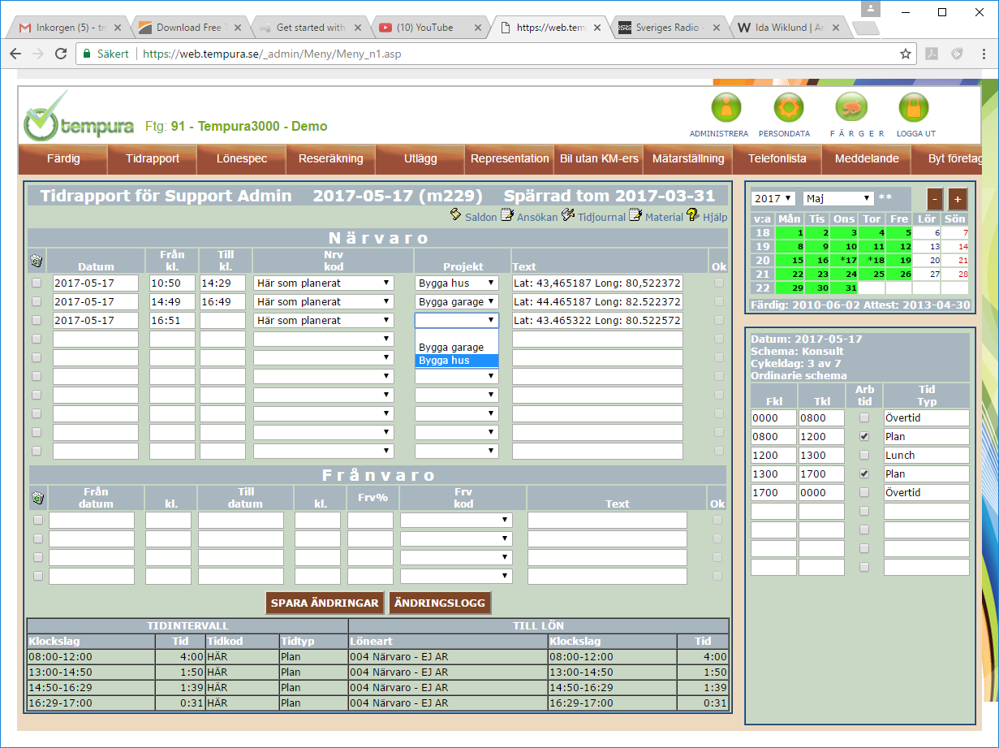 Inkorgen (5) - tm
Download Free T
Get started with
(10) YouTube
https://web.tem
Sveriges Radio -
Ida Wiklund | An
Säkert
https://web.tempura.se/_admin/Meny/Meny_n1.asp
tempura
Ftg: 91 - Tempura3000 - Demo
ADMINISTRERA PERSONDATA F Ä R G E R LOGGA UT
Färdig Tidrapport Lönespec Reseräkning Utlägg Representation Bil utan KM-ers Mätarställning Telefonlista Meddelande Byt företag
Tidrapport för Support Admin 2017-05-17 (m229) Spärrad tom 2017-03-31
Saldon Ansökan Tidjournal Material Hjälp
Närvaro
Datum Från kl. Till kl. Nrv kod Projekt Text Ok
2017-05-17 10:50 14:29 Här som planerat Bygga hus Lat: 43,465187 Long: 80,522372
2017-05-17 14:49 16:49 Här som planerat Bygga garage Lat: 44.465187 Long: 82.522372
2017-05-17 16:51 Här som planerat Lat: 43.465322 Long: 80.522572
Bygga garage
Bygga hus
Frånvaro
Från datum kl. Till datum kl. Frv% Frv kod Text Ok
SPARA ÄNDRINGAR ÄNDRINGSLOGG
TIDINTERVALL TILL LÖN
Klockslag Tid Tidkod Tidtyp Löneart Klockslag Tid
08:00-12:00 4:00 HÄR Plan 004 Närvaro - EJ AR 08:00-12:00 4:00
13:00-14:50 1:50 HÄR Plan 004 Närvaro - EJ AR 13:00-14:50 1:50
14:50-16:29 1:39 HÄR Plan 004 Närvaro - EJ AR 14:50-16:29 1:39
16:29-17:00 0:31 HÄR Plan 004 Närvaro - EJ AR 16:29-17:00 0:31
2017 Maj ** - +
v:a Mån Tis Ons Tor Fre Lör Sön
18 1 2 3 4 5 6 7
19 8 9 10 11 12 13 14
20 15 16 *17 *18 19 20 21
21 22 23 24 25 26 27 28
22 29 30 31
Färdig: 2010-06-02 Attest: 2013-04-30
Datum: 2017-05-17
Schema: Konsult
Cykeldag: 3 av 7
Ordinarie schema
Fkl Tkl Arb tid Tid Typ
0000 0800 Övertid
0800 1200 Plan
1200 1300 Lunch
1300 1700 Plan
1700 0000 Övertid